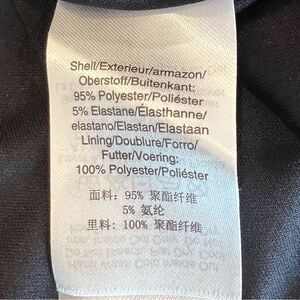 Shell/Exterieur/armazon/
Oberstoff/Buitenkant:
95% Polyester/Poliéster
5% Elastane/Élasthanne/
elastano/Elastan/Elastaan
Lining/Doublure/Forro/
Futter/Voering:
100% Polyester/Poliéster
面料: 95% 聚酯纤维
5% 氨纶
里料: 100% 聚酯纤维